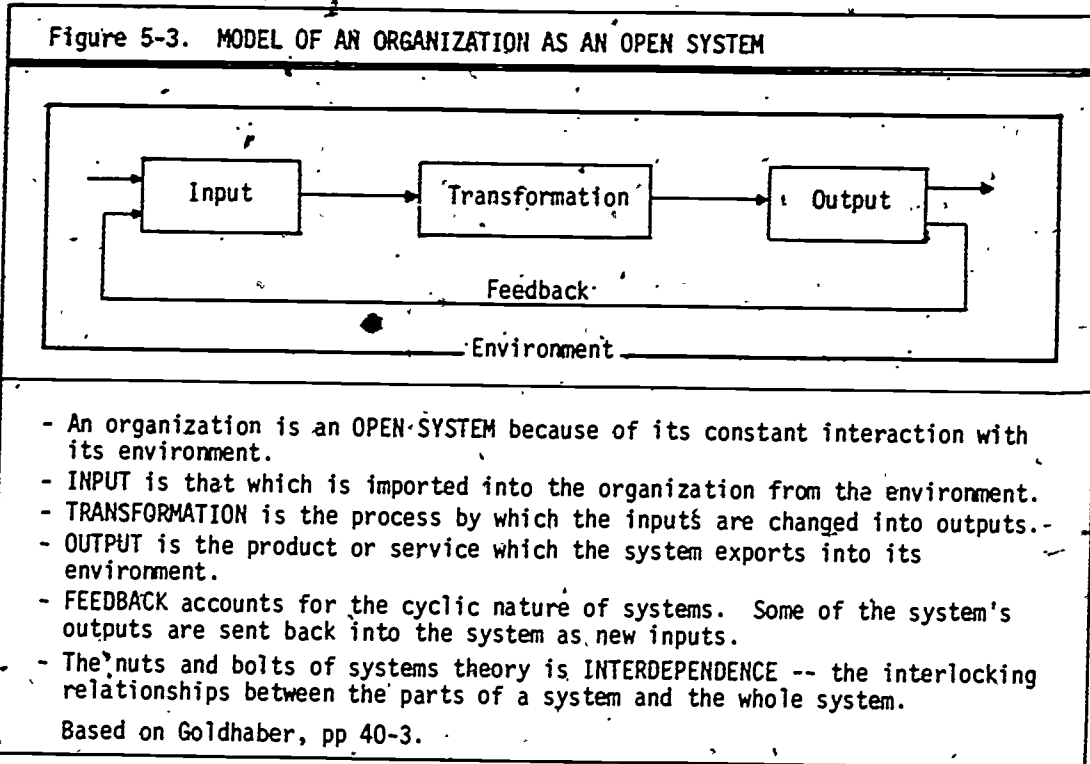 Figure 5-3. MODEL OF AN ORGANIZATION AS AN OPEN SYSTEM
Input
Transformation
Output
Feedback
Environment
- An organization is an OPEN SYSTEM because of its constant interaction with
its environment.
- INPUT is that which is imported into the organization from the environment.
- TRANSFORMATION is the process by which the inputs are changed into outputs.
- OUTPUT is the product or service which the system exports into its
environment.
- FEEDBACK accounts for the cyclic nature of systems. Some of the system's
outputs are sent back into the system as new inputs.
- The nuts and bolts of systems theory is INTERDEPENDENCE -- the interlocking
relationships between the parts of a system and the whole system.
Based on Goldhaber, pp 40-3.